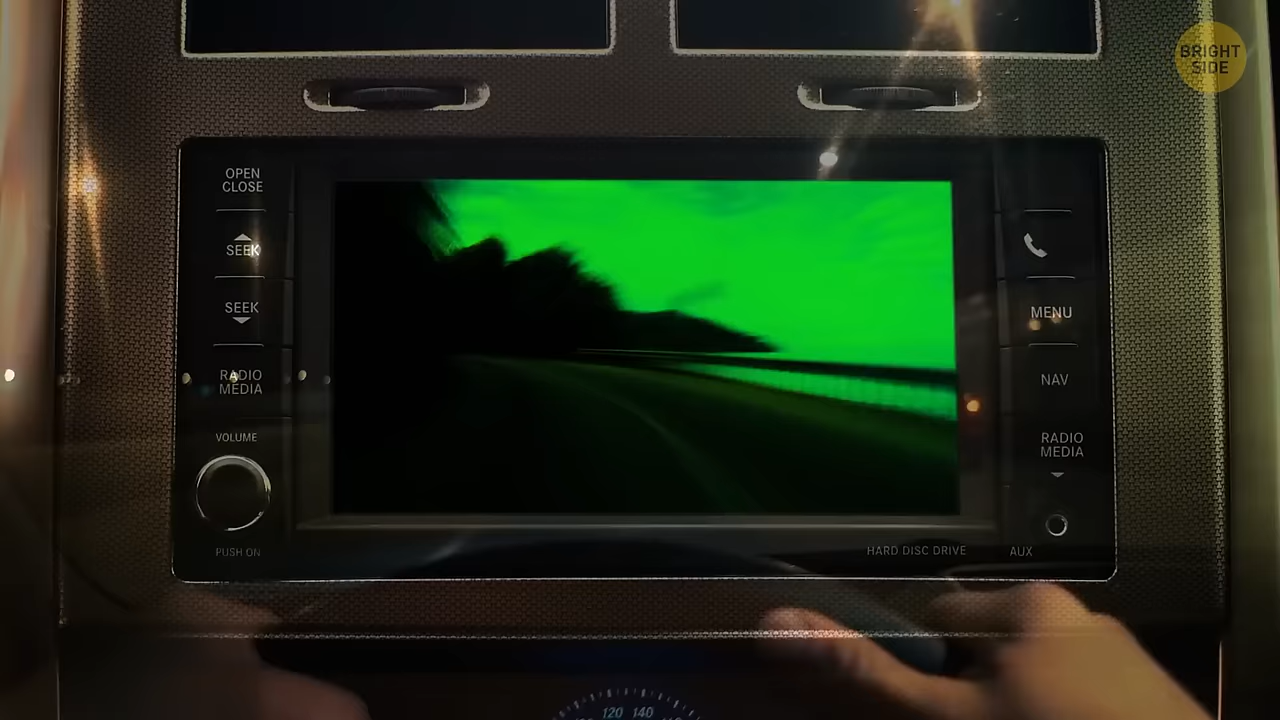 BRIGHT
SIDE
OPEN
CLOSE
SEEK
SEEK
RADIO
MEDIA
VOLUME
PUSH ON
MENU
NAV
RADIO
MEDIA
HARD DISC DRIVE
AUX
120 140